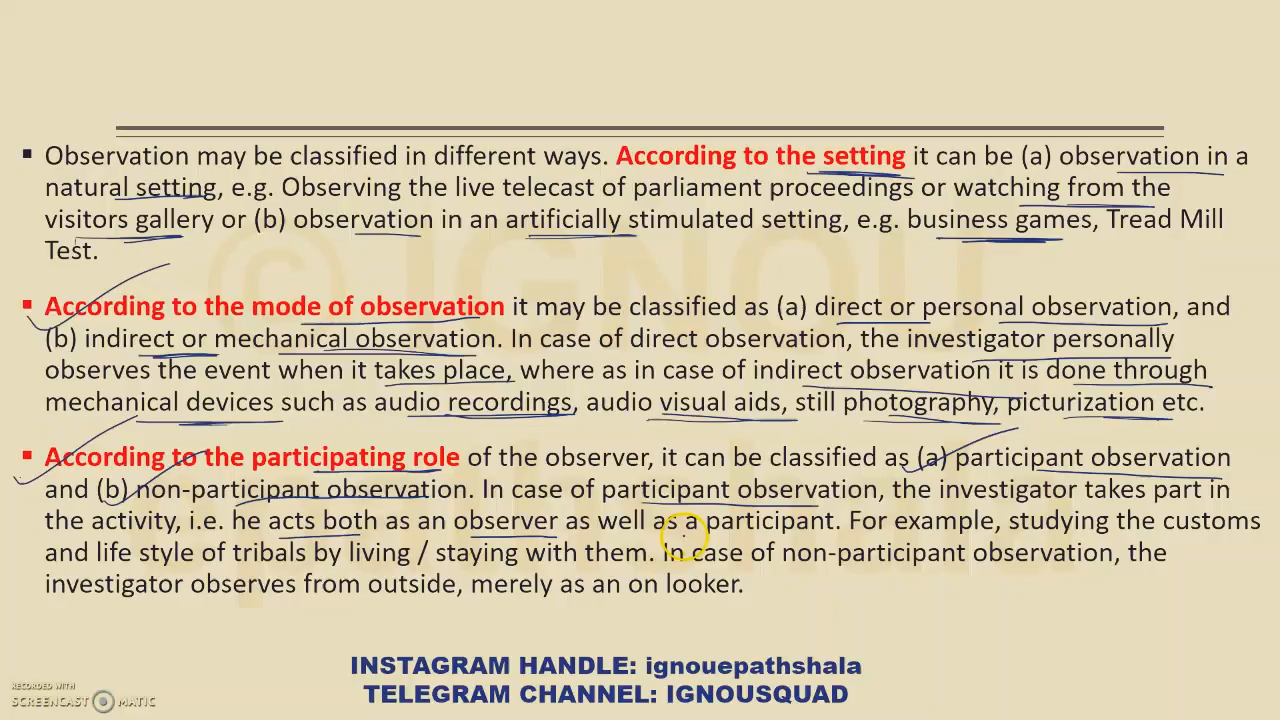 ▪ Observation may be classified in different ways. According to the setting it can be (a) observation in a
natural setting, e.g. Observing the live telecast of parliament proceedings or watching from the
visitors gallery or (b) observation in an artificially stimulated setting, e.g. business games, Tread Mill
Test.
▪ According to the mode of observation it may be classified as (a) direct or personal observation, and
(b) indirect or mechanical observation. In case of direct observation, the investigator personally
observes the event when it takes place, where as in case of indirect observation it is done through
mechanical devices such as audio recordings, audio visual aids, still photography, picturization etc.
▪ According to the participating role of the observer, it can be classified as (a) participant observation
and (b) non-participant observation. In case of participant observation, the investigator takes part in
the activity, i.e. he acts both as an observer as well as a participant. For example, studying the customs
and life style of tribals by living / staying with them. In case of non-participant observation, the
investigator observes from outside, merely as an on looker.
INSTAGRAM HANDLE: ignouepathshala
TELEGRAM CHANNEL: IGNOUSQUAD
RECORDED WITH
SCREENCAST MATIC
© IGNOU